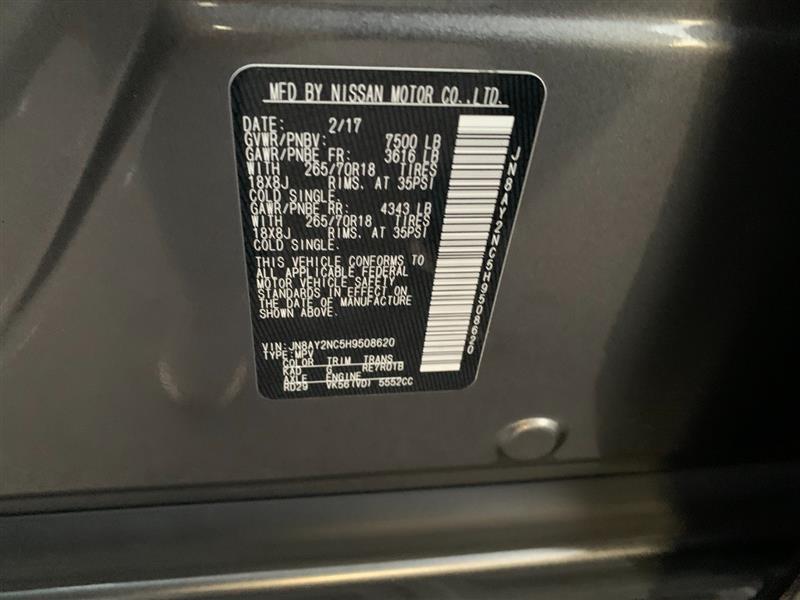 MFD BY NISSAN MOTOR CO.,LTD.
DATE: 2/17
GVWR/PNBV: 7500 LB
GAWR/PNBE FR: 3616 LB
WITH 265/70R18 TIRES
18X8J RIMS. AT 35PSI
COLD SINGLE.
GAWR/PNBE RR: 4343 LB
WITH 265/70R18 TIRES
18X8J RIMS. AT 35PSI
COLD SINGLE.
THIS VEHICLE CONFORMS TO
ALL APPLICABLE FEDERAL
MOTOR VEHICLE SAFETY
STANDARDS IN EFFECT ON
THE DATE OF MANUFACTURE
SHOWN ABOVE.
VIN:JN8AY2NC5H9508620
TYPE:MPV
COLOR TRIM TRANS
KAD G RE7R01B
AXLE ENGINE
RD29 VK56(VD) 5552CC
JN8AY2NC5H9508620